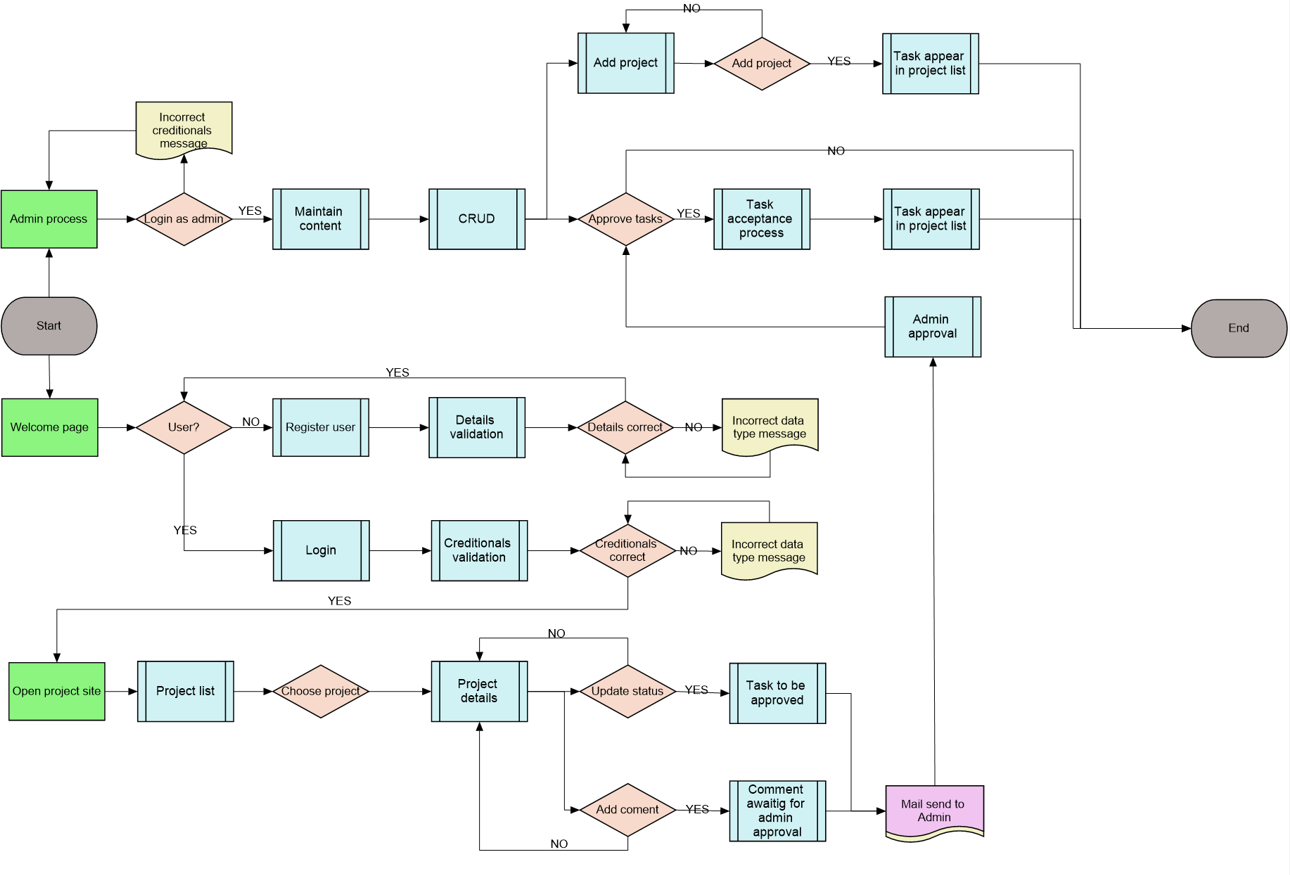 NO
Add project
Add project
YES
Task appear
in project list
Incorrect
creditionals
message
NO
Admin process
Login as admin
YES
Maintain
content
CRUD
Approve tasks
YES
Task
acceptance
process
Task appear
in project list
Start
Admin
approval
End
YES
Welcome page
User?
NO
Register user
Details
validation
Details correct
NO
Incorrect data
type message
YES
Login
Creditionals
validation
Creditionals
correct
NO
Incorrect data
type message
YES
NO
Open project site
Project list
Choose project
Project
details
Update status
YES
Task to be
approved
Add coment
YES
Comment
awaitig for
admin
approval
Mail send to
Admin
NO